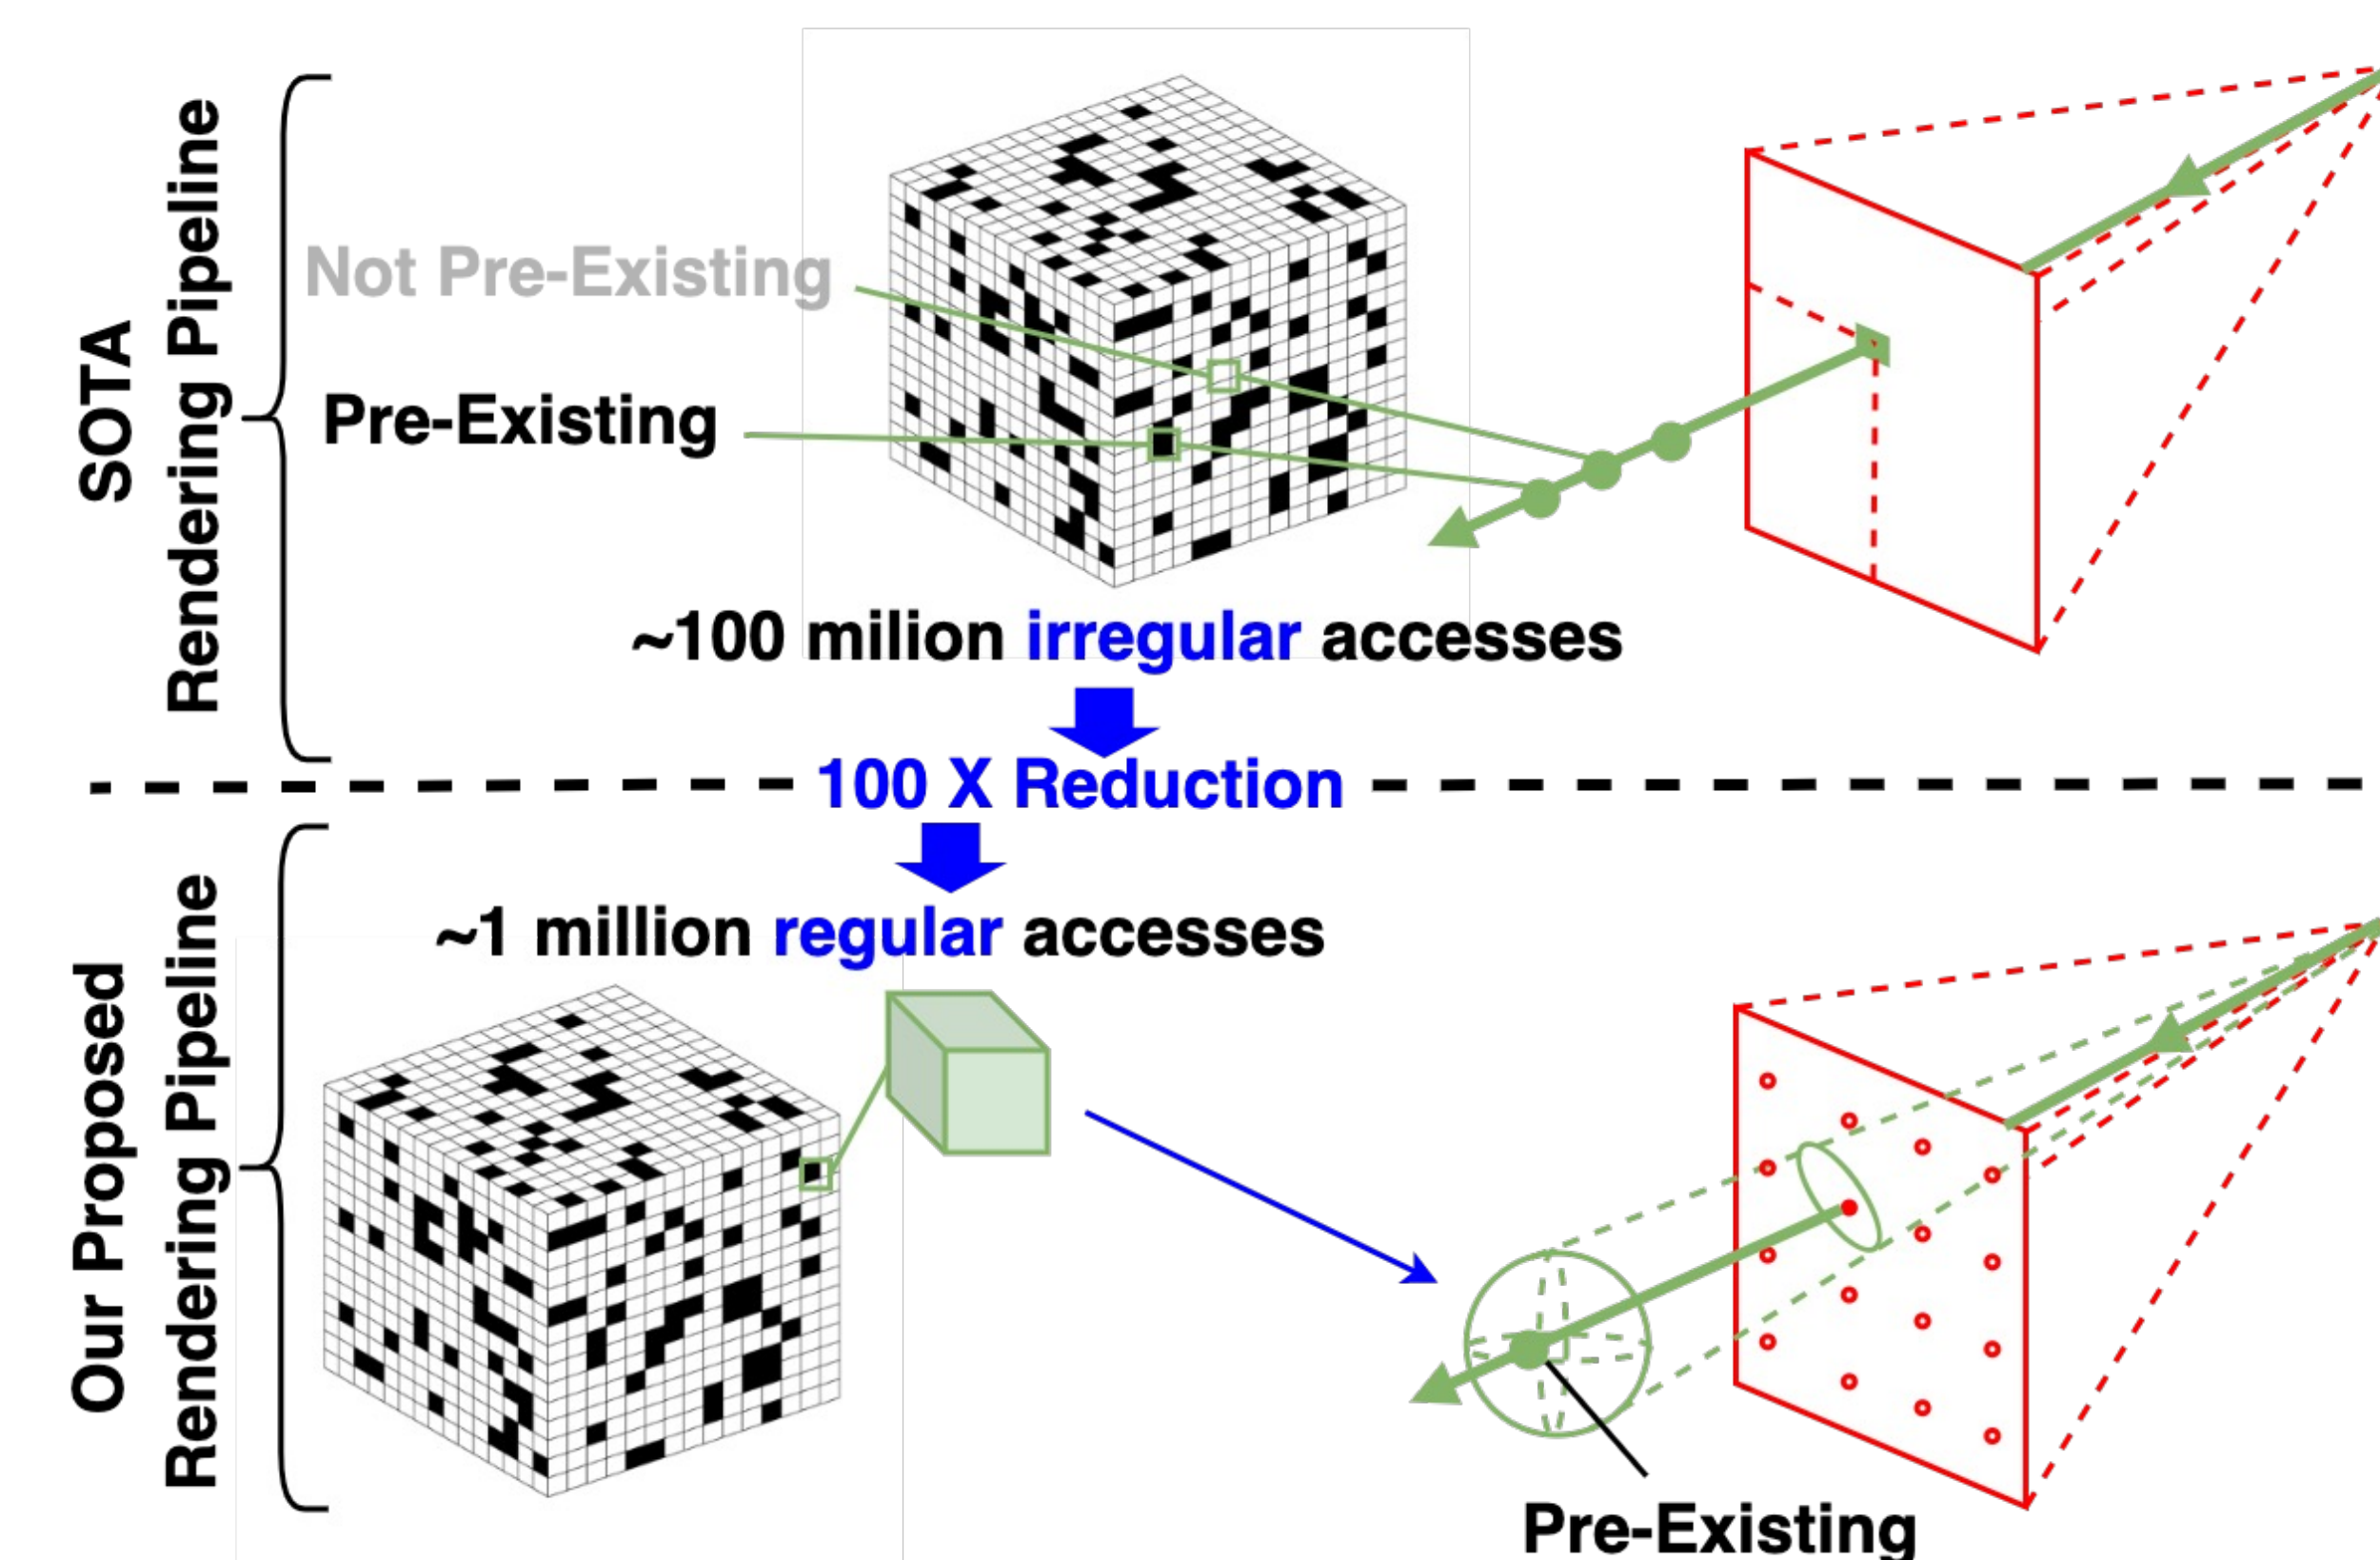 SOTA
Rendering Pipeline
Not Pre-Existing
Pre-Existing
~100 milion irregular accesses
100 X Reduction
Our Proposed
Rendering Pipeline
~1 million regular accesses
Pre-Existing